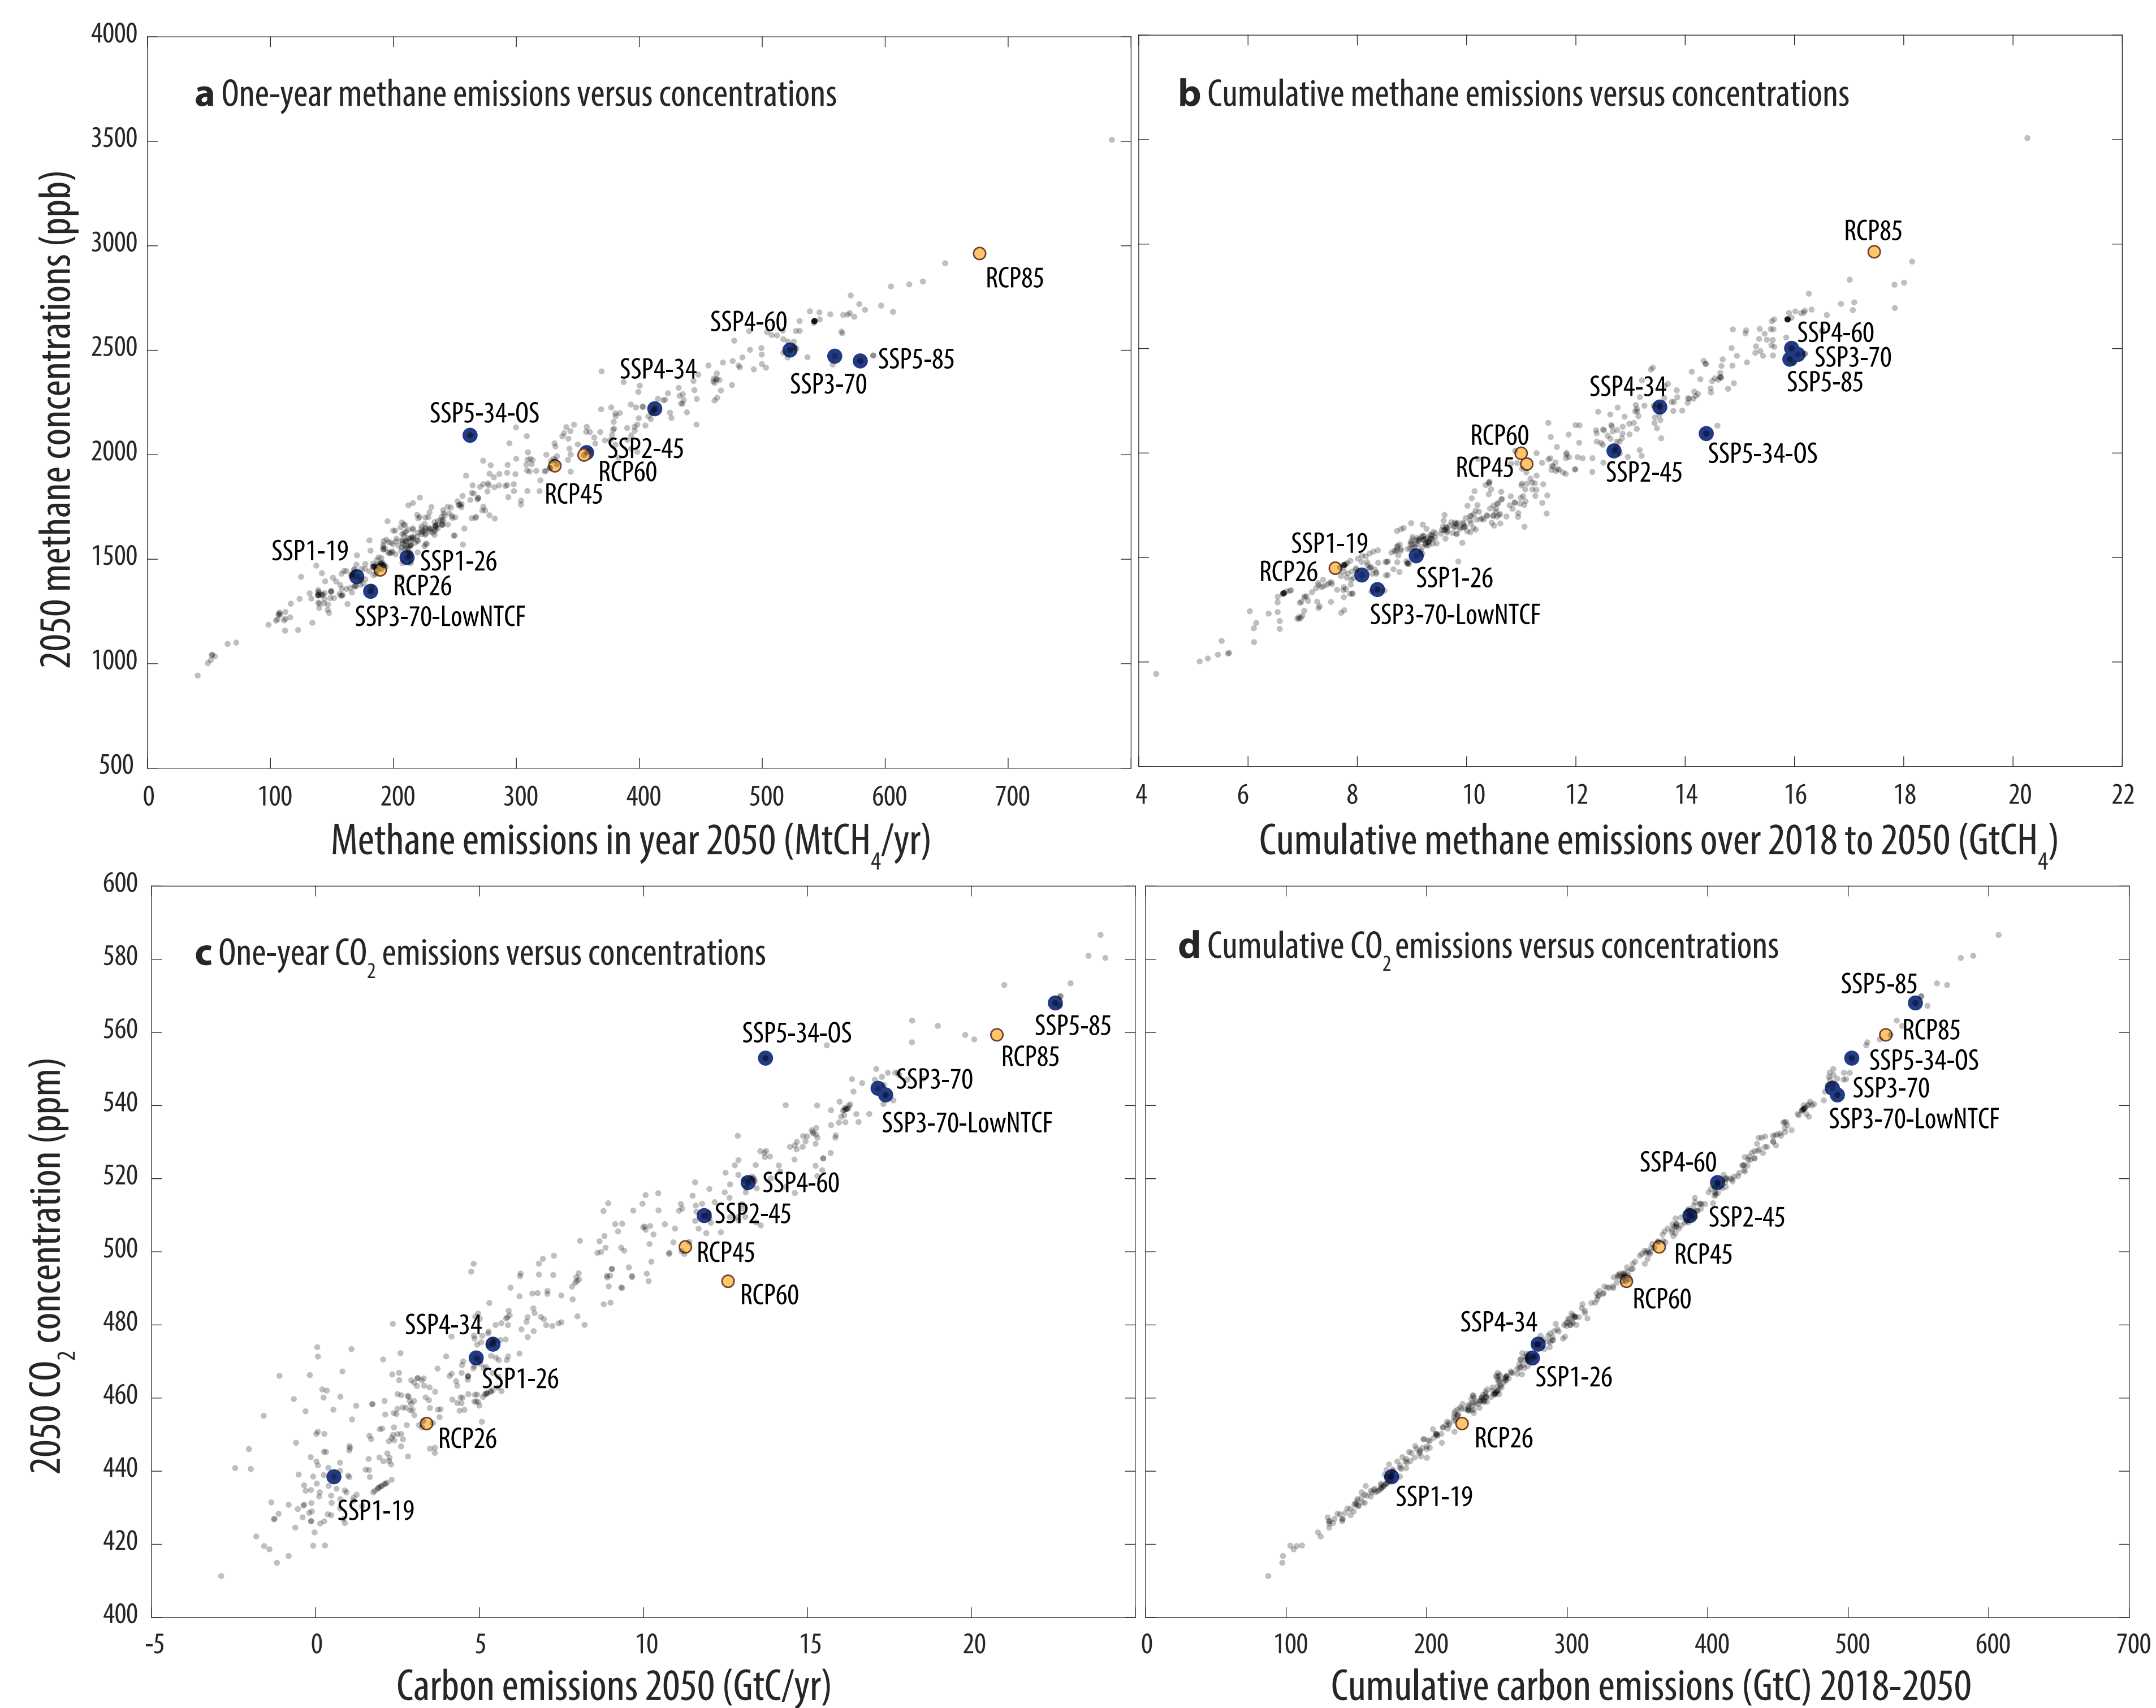 a One-year methane emissions versus concentrations
2050 methane concentrations (ppb)
4000
3500
3000
2500
2000
1500
1000
500
RCP85
SSP4-60
SSP5-85
SSP3-70
SSP4-34
SSP5-34-OS
SSP2-45
RCP60
RCP45
SSP1-19
SSP1-26
RCP26
SSP3-70-LowNTCF
0 100 200 300 400 500 600 700
Methane emissions in year 2050 (MtCH4/yr)
b Cumulative methane emissions versus concentrations
RCP85
SSP4-60
SSP3-70
SSP5-85
SSP4-34
RCP60
SSP5-34-OS
RCP45
SSP2-45
SSP1-19
RCP26
SSP1-26
SSP3-70-LowNTCF
4 6 8 10 12 14 16 18 20 22
Cumulative methane emissions over 2018 to 2050 (GtCH4)
c One-year CO2 emissions versus concentrations
2050 CO2 concentration (ppm)
600
580
560
540
520
500
480
460
440
420
400
SSP5-85
SSP5-34-OS
RCP85
SSP3-70
SSP3-70-LowNTCF
SSP4-60
SSP2-45
RCP45
RCP60
SSP4-34
SSP1-26
RCP26
SSP1-19
-5 0 5 10 15 20
Carbon emissions 2050 (GtC/yr)
d Cumulative CO2 emissions versus concentrations
SSP5-85
RCP85
SSP5-34-OS
SSP3-70
SSP3-70-LowNTCF
SSP4-60
SSP2-45
RCP45
RCP60
SSP4-34
SSP1-26
RCP26
SSP1-19
0 100 200 300 400 500 600 700
Cumulative carbon emissions (GtC) 2018-2050